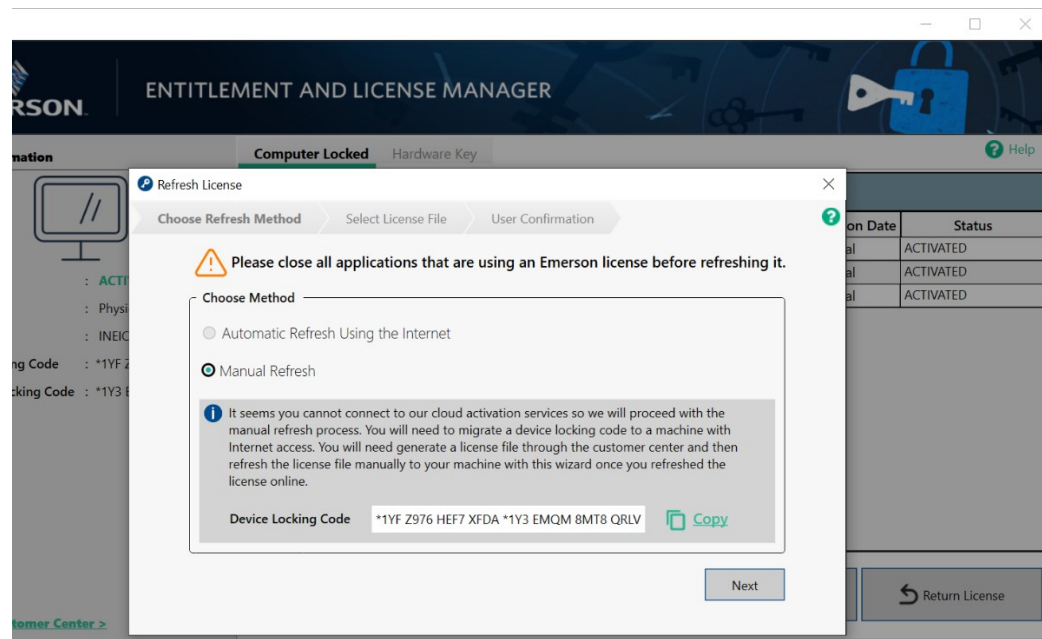 RSON.
ENTITLEMENT AND LICENSE MANAGER
mation
Computer Locked
Hardware Key
Help
Refresh License
Choose Refresh Method
Select License File
User Confirmation
Please close all applications that are using an Emerson license before refreshing it.
Choose Method
Automatic Refresh Using the Internet
Manual Refresh
It seems you cannot connect to our cloud activation services so we will proceed with the
manual refresh process. You will need to migrate a device locking code to a machine with
Internet access. You will need generate a license file through the customer center and then
refresh the license file manually to your machine with this wizard once you refreshed the
license online.
Device Locking Code *1YF Z976 HEF7 XFDA *1Y3 EMQM 8MT8 QRLV Copy
Next
: ACTI
: Physi
: INEIC
ng Code : *1YF Z
cking Code : *1Y3 E
on Date Status
al ACTIVATED
al ACTIVATED
al ACTIVATED
Return License
tomer Center >